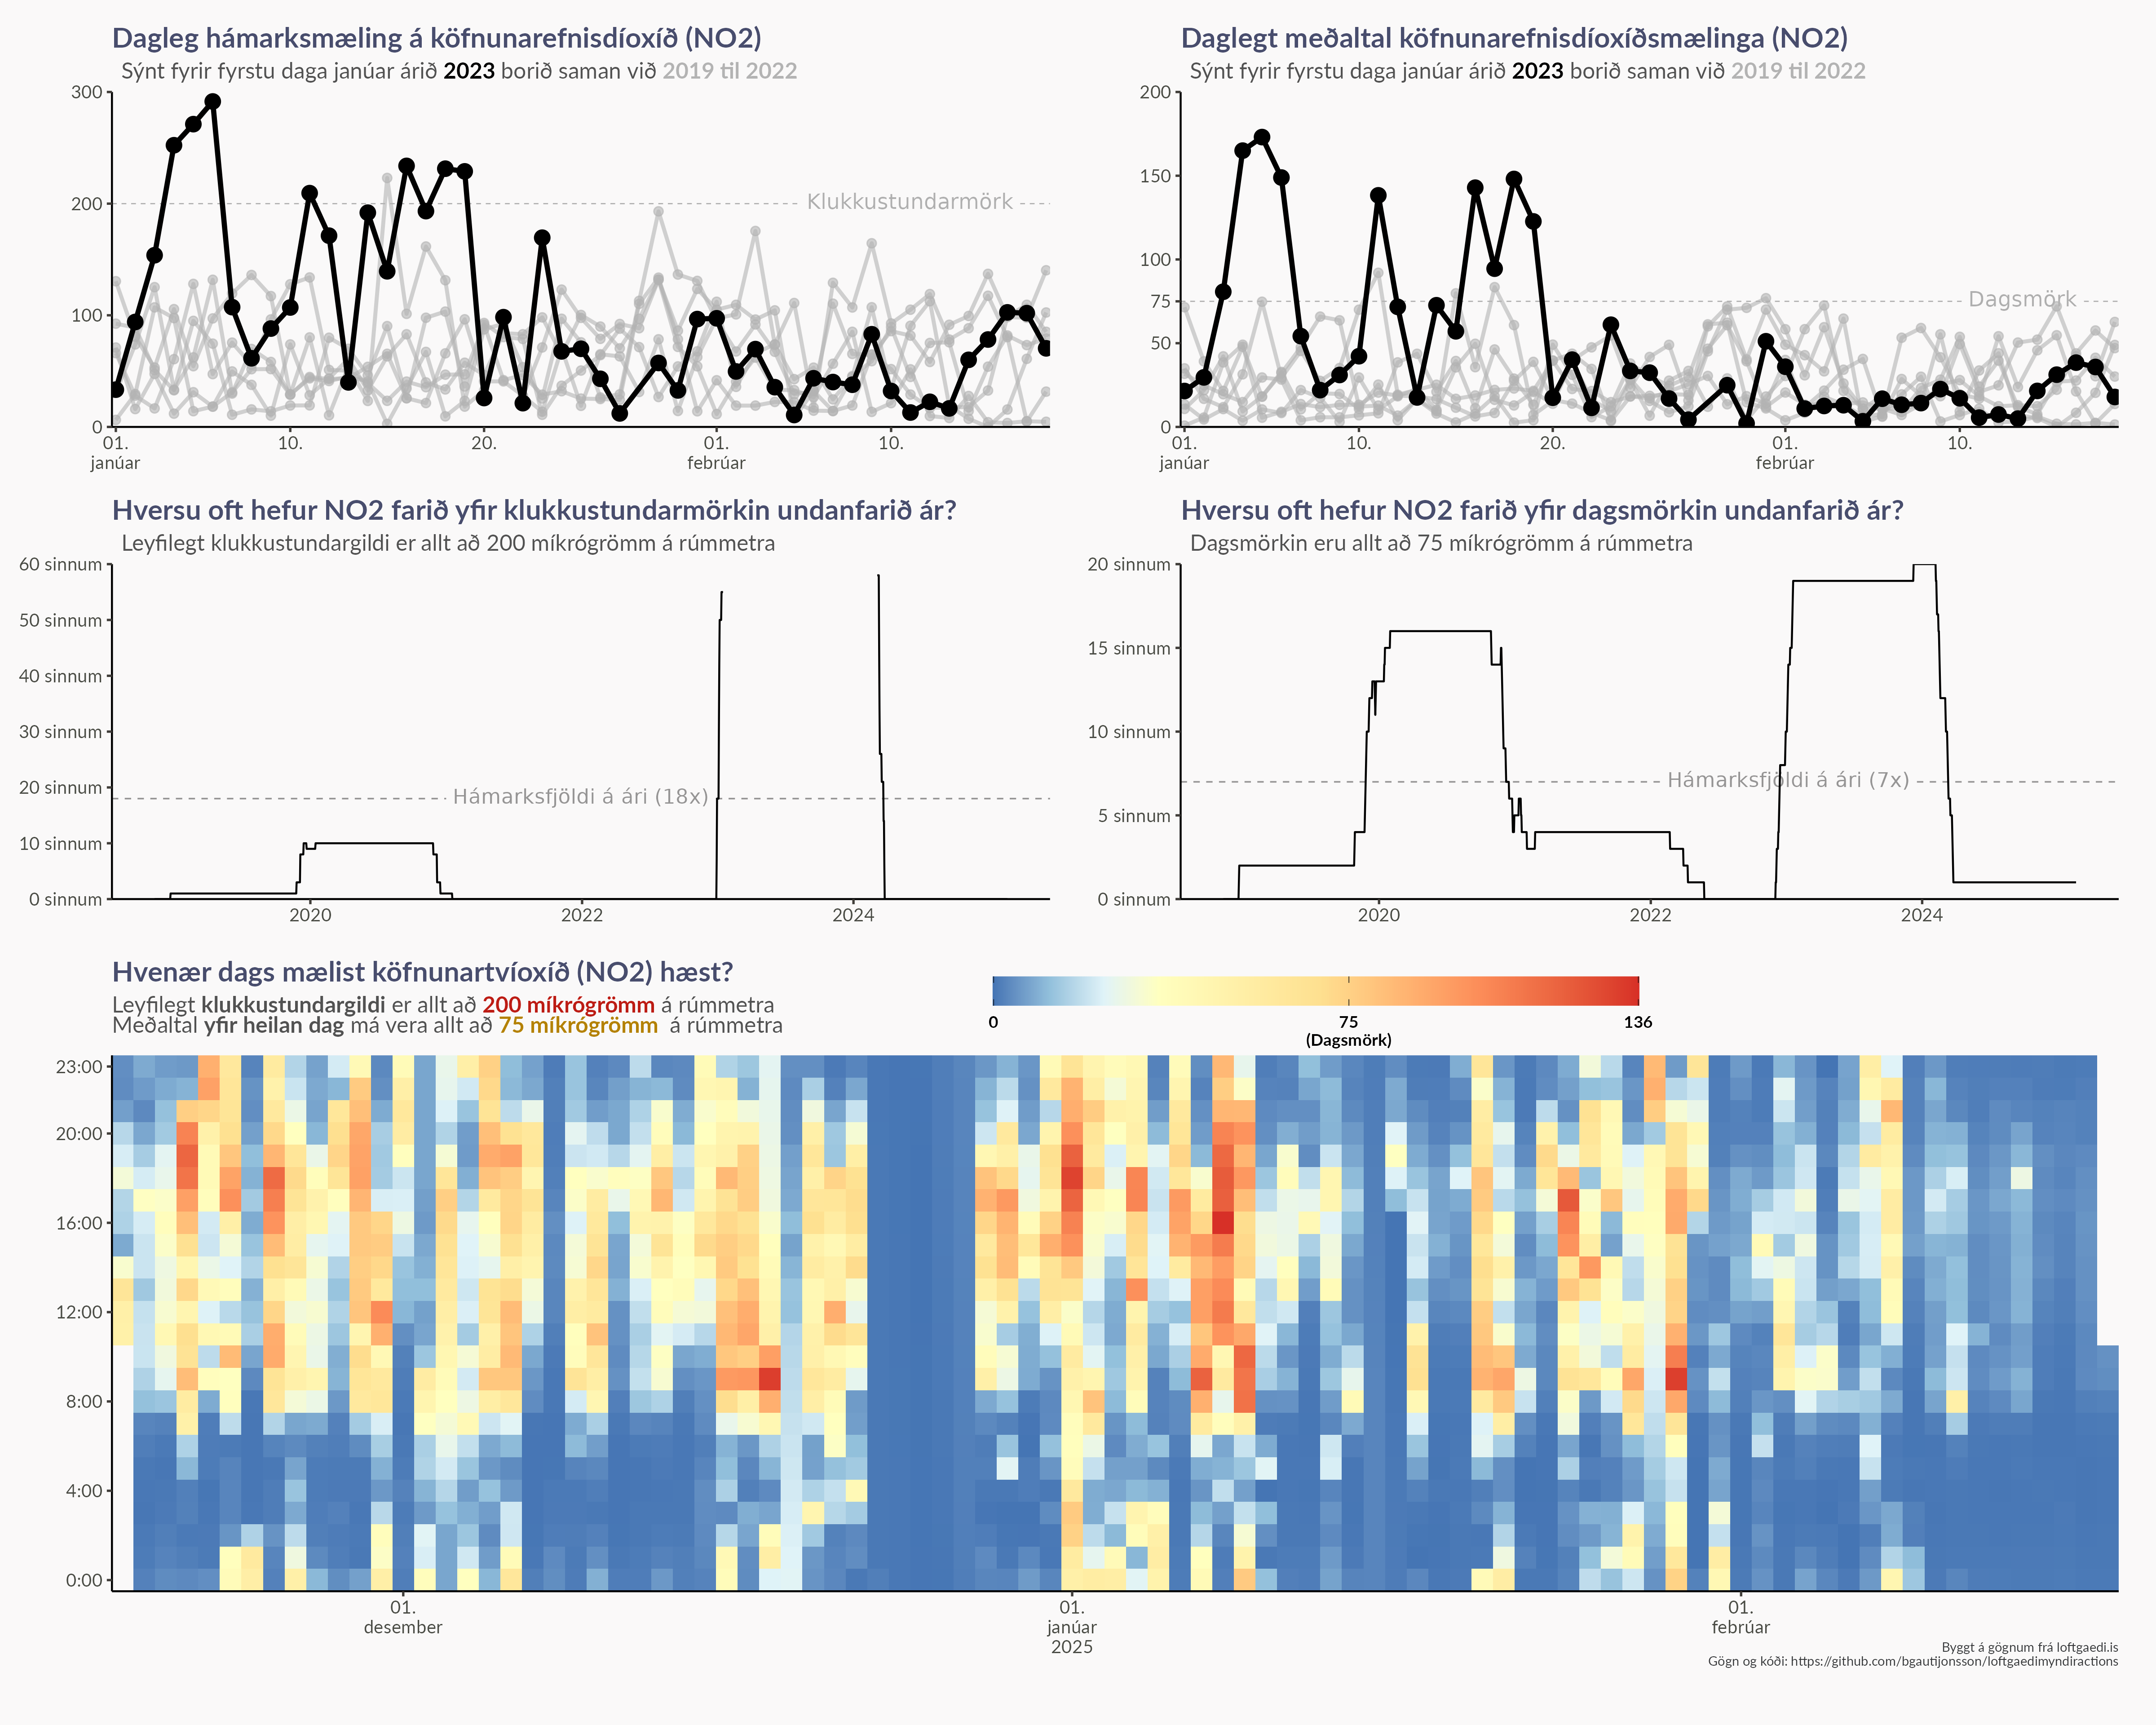 Dagleg hámarksmæling á köfnunarefnisdíoxíð (NO2)
Sýnt fyrir fyrstu daga janúar árið 2023 borið saman við 2019 til 2022
300
200
100
0
Klukkustundarmörk
01.
janúar
10.
20.
01.
febrúar
10.
Daglegt meðaltal köfnunarefnisdíoxíðsmælinga (NO2)
Sýnt fyrir fyrstu daga janúar árið 2023 borið saman við 2019 til 2022
200
150
100
75
50
0
Dagsmörk
01.
janúar
10.
20.
01.
febrúar
10.
Hversu oft hefur NO2 farið yfir klukkustundarmörkin undanfarið ár?
Leyfilegt klukkustundargildi er allt að 200 míkrógrömm á rúmmetra
60 sinnum
50 sinnum
40 sinnum
30 sinnum
20 sinnum
10 sinnum
0 sinnum
Hámarksfjöldi á ári (18x)
2020
2022
2024
Hversu oft hefur NO2 farið yfir dagsmörkin undanfarið ár?
Dagsmörkin eru allt að 75 míkrógrömm á rúmmetra
20 sinnum
15 sinnum
10 sinnum
5 sinnum
0 sinnum
Hámarksfjöldi á ári (7x)
2020
2022
2024
Hvenær dags mælist köfnunartvíoxíð (NO2) hæst?
Leyfilegt klukkustundargildi er allt að 200 míkrógrömm á rúmmetra
Meðaltal yfir heilan dag má vera allt að 75 míkrógrömm á rúmmetra
0
75
(Dagsmörk)
136
23:00
20:00
16:00
12:00
8:00
4:00
0:00
01.
desember
01.
janúar
2025
01.
febrúar
Byggt á gögnum frá loftgaedi.is
Gögn og kóði: https://github.com/bgautijonsson/loftgaedimyndiractions